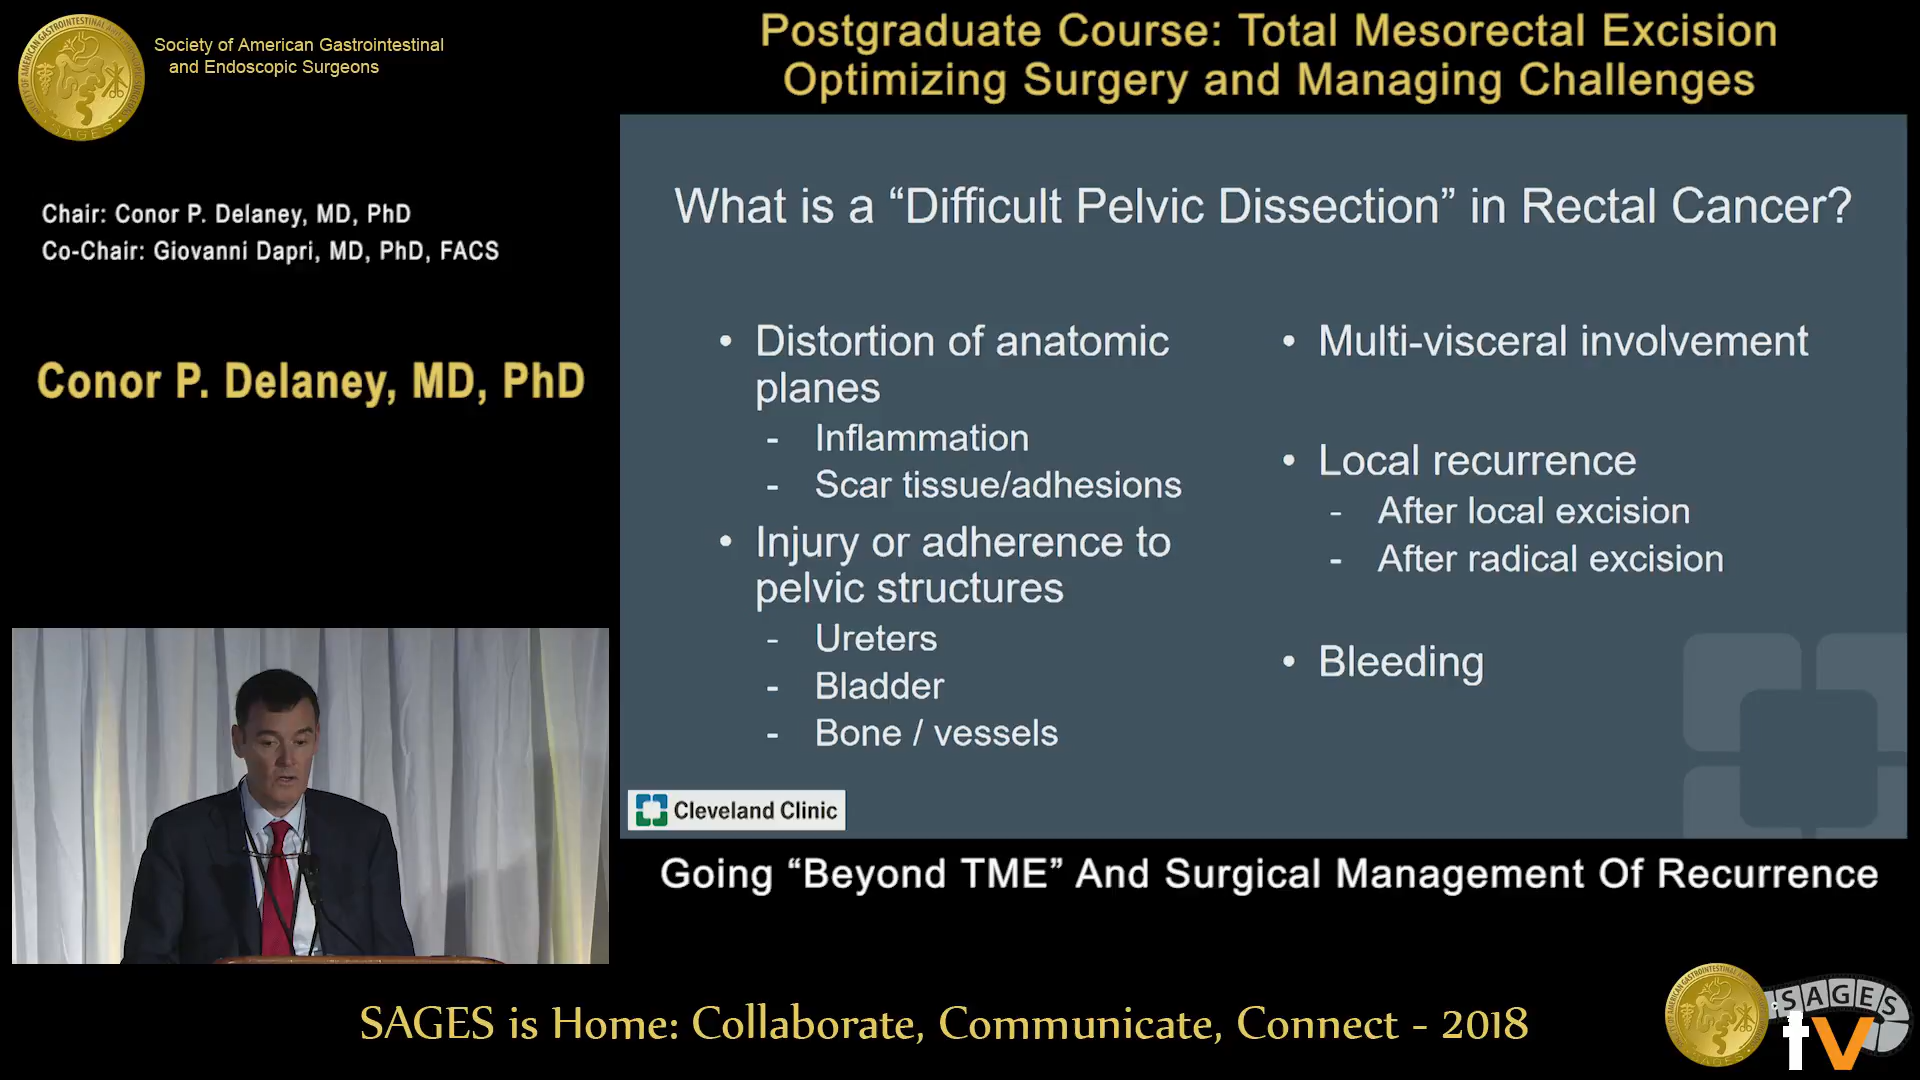 Society of American Gastrointestinal
and Endoscopic Surgeons
Postgraduate Course: Total Mesorectal Excision
Optimizing Surgery and Managing Challenges
Chair: Conor P. Delaney, MD, PhD
Co-Chair: Giovanni Dapri, MD, PhD, FACS
Conor P. Delaney, MD, PhD
What is a “Difficult Pelvic Dissection” in Rectal Cancer?
• Distortion of anatomic
planes
- Inflammation
- Scar tissue/adhesions
• Injury or adherence to
pelvic structures
- Ureters
- Bladder
- Bone / vessels
• Multi-visceral involvement
• Local recurrence
- After local excision
- After radical excision
• Bleeding
Cleveland Clinic
Going “Beyond TME” And Surgical Management Of Recurrence
SAGES is Home: Collaborate, Communicate, Connect - 2018
SAGES
tv
SAGES